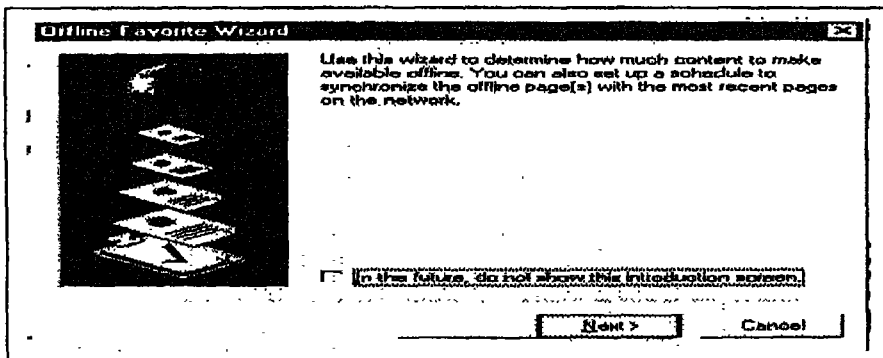 Offline Favorite Wizard
Use this wizard to determine how much content to make
available offline. You can also set up a schedule to
synchronize the offline page(s) with the most recent pages
on the network.
In the future, do not show this introduction screen.
Next >
Cancel